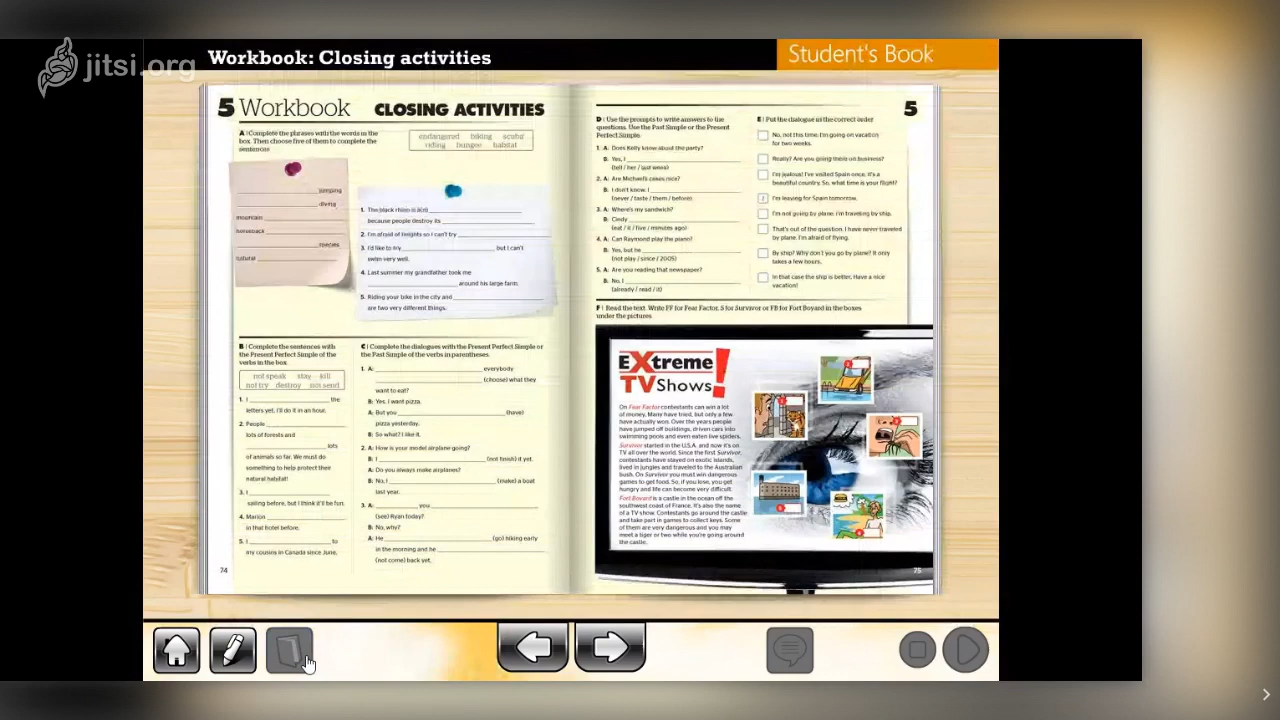 jitsi.org
Workbook: Closing activities
Student's Book
5 Workbook CLOSING ACTIVITIES
A | Complete the phrases with the words in the
box. Then choose five of them to complete the
sentences
endangered hiking scuba
riding bungee habitat
jumping
diving
mountain
horseback
species
natural
1. The black rhino is a(n)
because people destroy its
2. I'm afraid of heights so I can't try
3. I'd like to try but I can't
swim very well.
4. Last summer my grandfather took me
around his large farm.
5. Riding your bike in the city and
are two very different things.
B | Complete the sentences with
the Present Perfect Simple of the
verbs in the box.
not speak stay kill
not try destroy not send
1. I the
letters yet. I'll do it in an hour.
2. People
lots of forests and
lots
of animals so far. We must do
something to help protect their
natural habitat!
3. I
sailing before, but I think it'll be fun.
4. Marion
in that hotel before.
5. I to
my cousins in Canada since June.
C | Complete the dialogues with the Present Perfect Simple or
the Past Simple of the verbs in parentheses
1. A: everybody
(choose) what they
want to eat?
B: Yes. I want pizza.
A: But you (have)
pizza yesterday.
B: So what? I like it.
2. A: How is your model airplane going?
B: I (not finish) it yet.
A: Do you always make airplanes?
B: No, I (make) a boat
last year.
3. A: you
(see) Ryan today?
B: No, why?
A: He (go) hiking early
in the morning and he
(not come) back yet.
74
5
D | Use the prompts to write answers to the
questions. Use the Past Simple or the Present
Perfect Simple.
1. A: Does Kelly know about the party?
B: Yes, I
(tell / her / last week)
2. A: Are Michael's cakes nice?
B: I don't know. I
(never / taste / them / before)
3. A: Where's my sandwich?
B: Cindy
(eat / it / five / minutes ago)
4. A: Can Raymond play the piano?
B: Yes, but he
(not play / since / 2005)
5. A: Are you reading that newspaper?
B: No, I
(already / read / it)
E | Put the dialogue in the correct order
No, not this time. I'm going on vacation
for two weeks.
Really? Are you going there on business?
I'm jealous! I've visited Spain once. It's a
beautiful country. So, what time is your flight?
1 I'm leaving for Spain tomorrow.
I'm not going by plane. I'm traveling by ship.
That's out of the question. I have never traveled
by plane. I'm afraid of flying.
By ship? Why don't you go by plane? It only
takes a few hours.
In that case the ship is better. Have a nice
vacation!
F | Read the text. Write FF for Fear Factor, S for Survivor or FB for Fort Boyard in the boxes
under the pictures
EXtreme
TV Shows!
On Fear Factor contestants can win a lot
of money. Many have tried, but only a few
have actually won. Over the years people
have jumped off buildings, driven cars into
swimming pools and even eaten live spiders.
Survivor started in the U.S.A. and now it's on
TV all over the world. Since the first Survivor,
contestants have stayed on exotic islands,
lived in jungles and traveled to the Australian
bush. On Survivor you must win dangerous
games to get food. So, if you lose, you get
hungry and life can become very difficult.
Fort Boyard is a castle in the ocean off the
southwest coast of France. It's also the name
of a TV show. Contestants go around the castle
and take part in games to collect keys. Some
of them are very dangerous and you may
meet a tiger or two while you're going around
the castle.
75